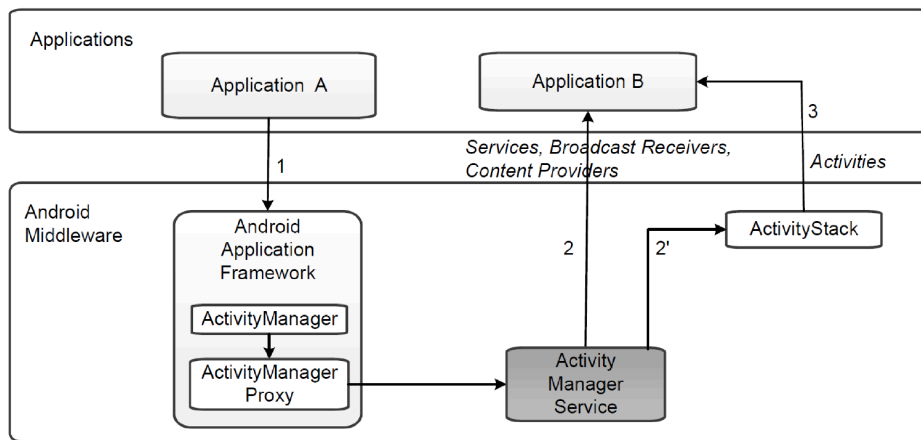 Applications
Application A
Application B
3
1
Services, Broadcast Receivers,
Content Providers
Activities
Android
Middleware
Android
Application
Framework
ActivityStack
2
2'
ActivityManager
ActivityManager
Proxy
Activity
Manager
Service